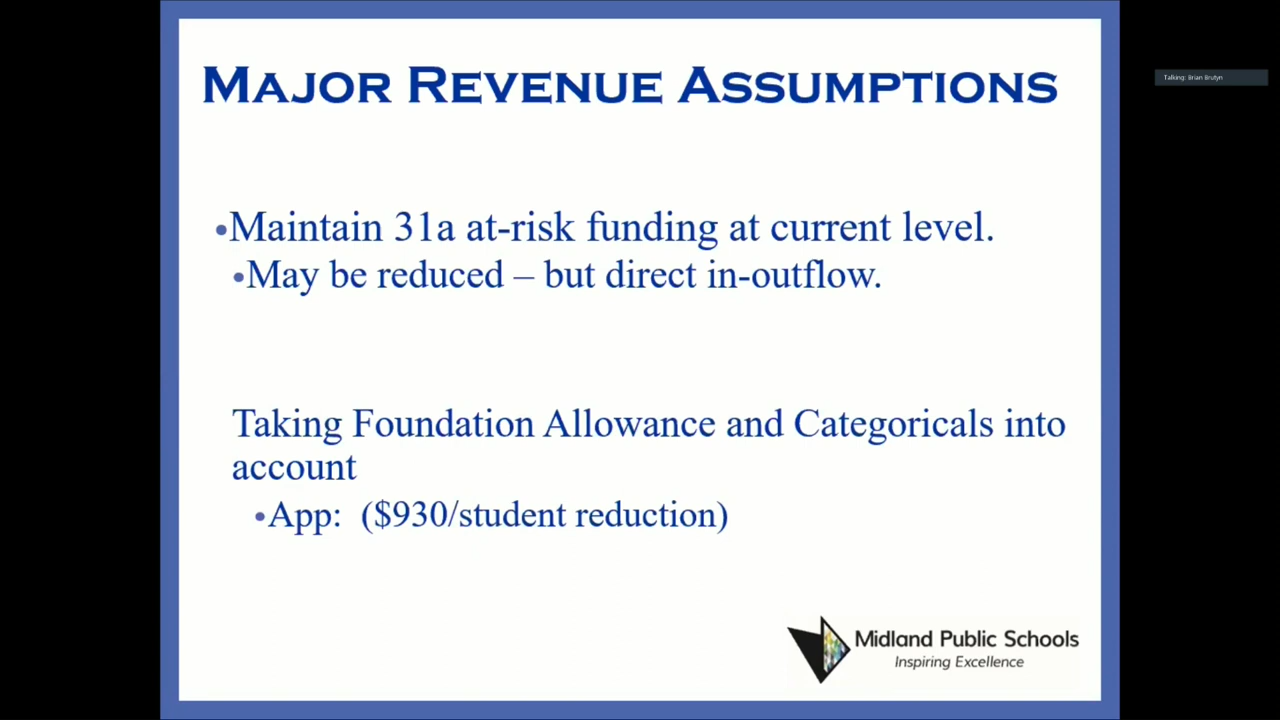 MAJOR REVENUE ASSUMPTIONS
Talking: Brian Brutyn
•Maintain 31a at-risk funding at current level.
•May be reduced – but direct in-outflow.
Taking Foundation Allowance and Categoricals into
account
•App: ($930/student reduction)
Midland Public Schools
Inspiring Excellence